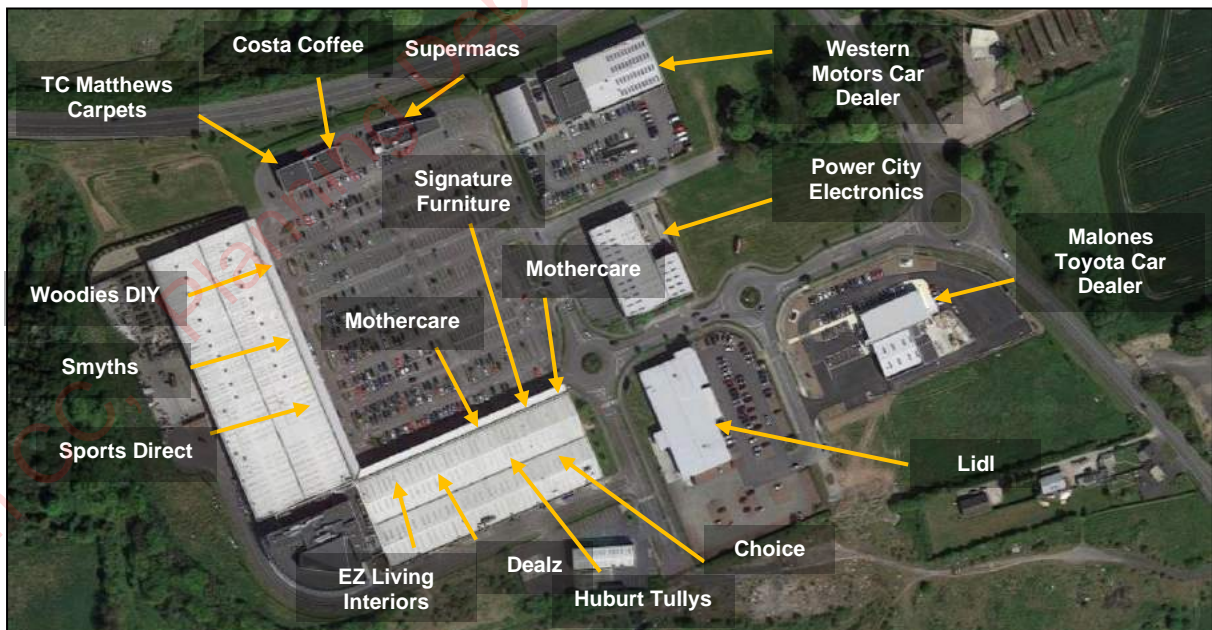 Costa Coffee
Supermacs
Western
Motors Car
Dealer
TC Matthews
Carpets
Signature
Furniture
Power City
Electronics
Malones
Toyota Car
Dealer
Mothercare
Woodies DIY
Mothercare
Smyths
Sports Direct
Lidl
Choice
Dealz
EZ Living
Interiors
Huburt Tullys